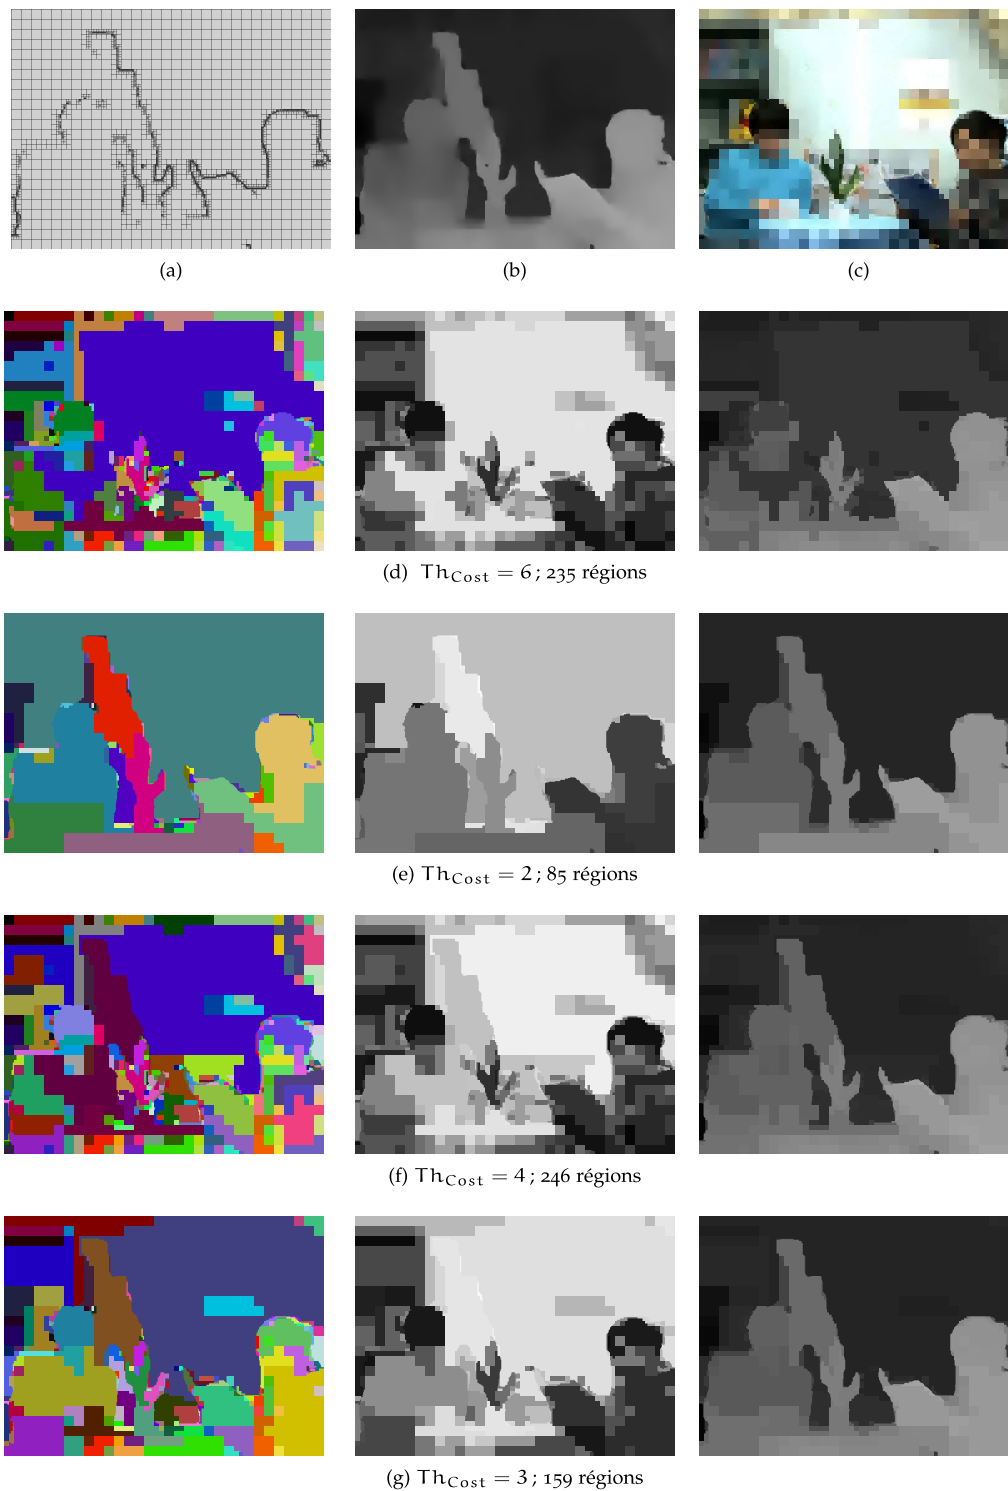 (a)
(b)
(c)
(d) Th_Cost = 6 ; 235 régions
(e) Th_Cost = 2 ; 85 régions
(f) Th_Cost = 4 ; 246 régions
(g) Th_Cost = 3 ; 159 régions